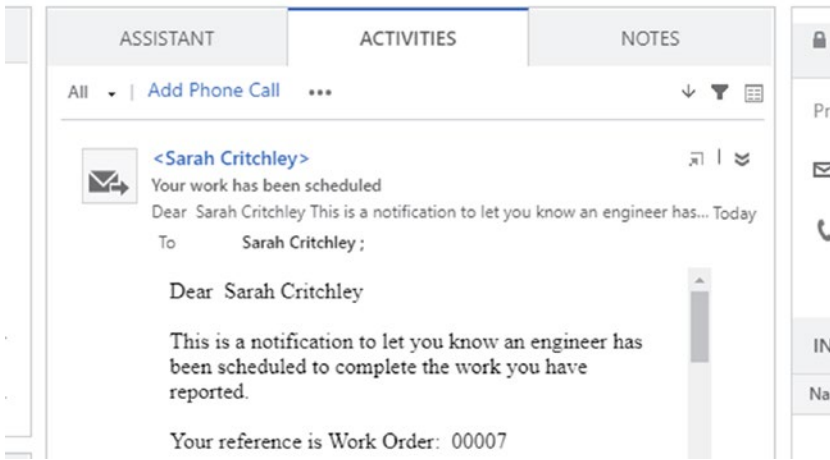 ASSISTANT ACTIVITIES NOTES
All | Add Phone Call ...
Pr
<Sarah Critchley>
Your work has been scheduled
Dear Sarah Critchley This is a notification to let you know an engineer has... Today
To Sarah Critchley ;
Dear Sarah Critchley
This is a notification to let you know an engineer has
been scheduled to complete the work you have
reported.
IN
Na
Your reference is Work Order: 00007